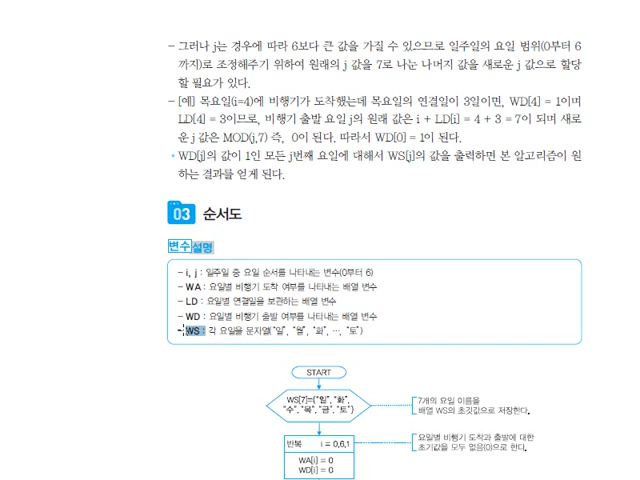 – 그러나 j는 경우에 따라 6보다 큰 값을 가질 수 있으므로 일주일의 요일 범위(0부터 6
까지)로 조정해주기 위하여 원래의 j 값을 7로 나눈 나머지 값을 새로운 j 값으로 할당
할 필요가 있다.
– [예] 목요일(i=4)에 비행기가 도착했는데 목요일의 연결일이 3일이면, WD[4] = 1이며
LD[4] = 3이므로, 비행기 출발 요일 j의 원래 값은 i + LD[i] = 4 + 3 = 7이 되며 새로
운 j 값은 MOD(j,7) 즉, 0이 된다. 따라서 WD[0] = 1이 된다.
• WD[j]의 값이 1인 모든 j번째 요일에 대해서 WS[j]의 값을 출력하면 본 알고리즘이 원
하는 결과를 얻게 된다.
03 순서도
변수설명
– i, j : 일주일 중 요일 순서를 나타내는 변수(0부터 6)
– WA : 요일별 비행기 도착 여부를 나타내는 배열 변수
– LD : 요일별 연결일을 보관하는 배열 변수
– WD : 요일별 비행기 출발 여부를 나타내는 배열 변수
– WS : 각 요일을 문자열("일", "월", "화", …, "토")
START
WS[7]={"일", "화",
"수", "목", "금", "토"}
7개의 요일 이름을
배열 WS의 초깃값으로 저장한다.
반복 i = 0,6,1
요일별 비행기 도착과 출발에 대한
초기값을 모두 없음(0)으로 한다.
WA[i] = 0
WD[i] = 0